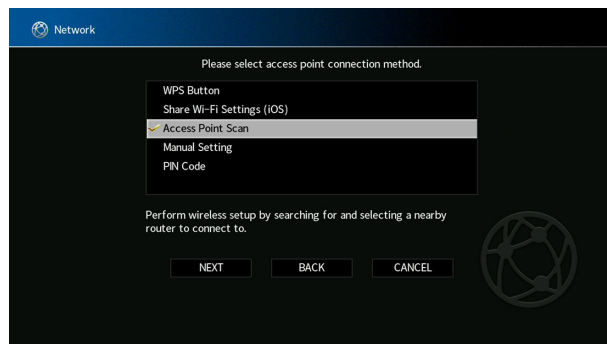 Network
Please select access point connection method.
WPS Button
Share Wi-Fi Settings (iOS)
Access Point Scan
Manual Setting
PIN Code
Perform wireless setup by searching for and selecting a nearby
router to connect to.
NEXT BACK CANCEL